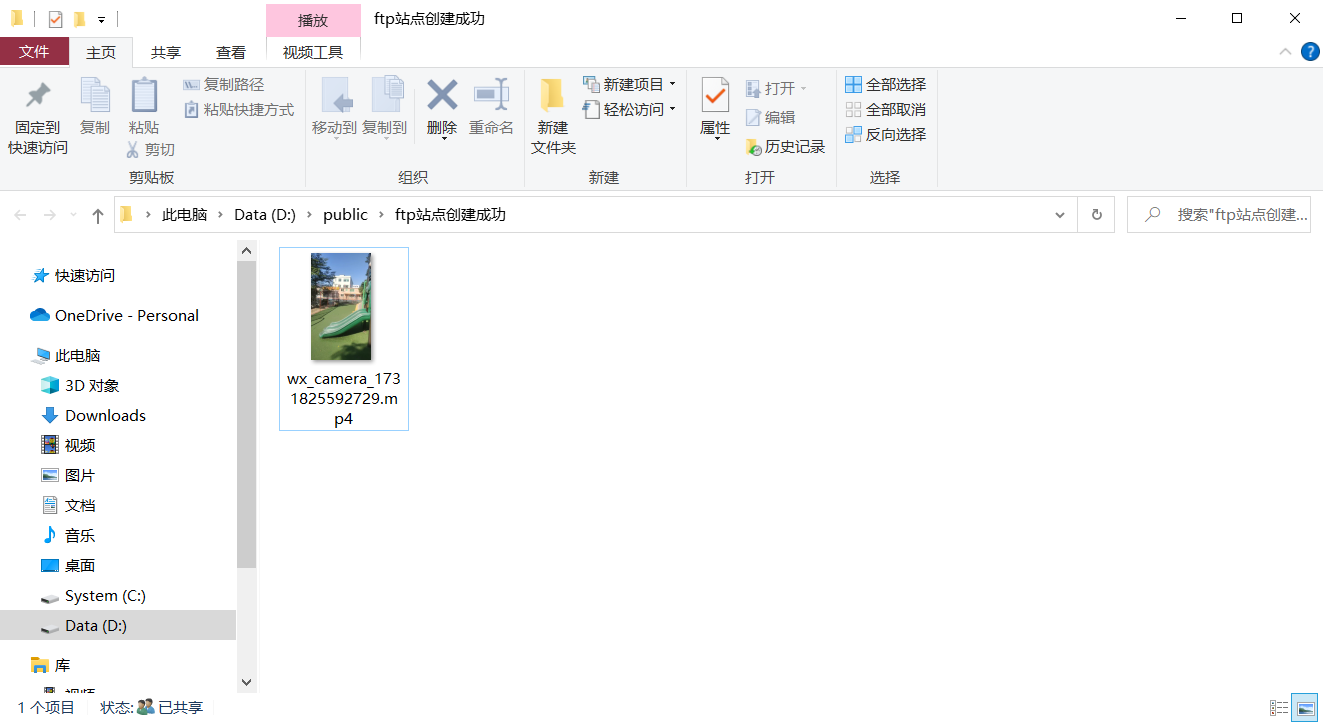 播放
ftp站点创建成功
文件
主页
共享
查看
视频工具
固定到
快速访问
复制
粘贴
复制路径
粘贴快捷方式
剪切
剪贴板
移动到
复制到
删除
重命名
组织
新建
文件夹
新建项目
轻松访问
新建
属性
打开
编辑
历史记录
打开
全部选择
全部取消
反向选择
选择
此电脑 › Data (D:) › public › ftp站点创建成功
搜索"ftp站点创建...
快速访问
OneDrive - Personal
此电脑
3D 对象
Downloads
视频
图片
文档
音乐
桌面
System (C:)
Data (D:)
库
视频
wx_camera_173
1825592729.m
p4
1 个项目
状态: 已共享